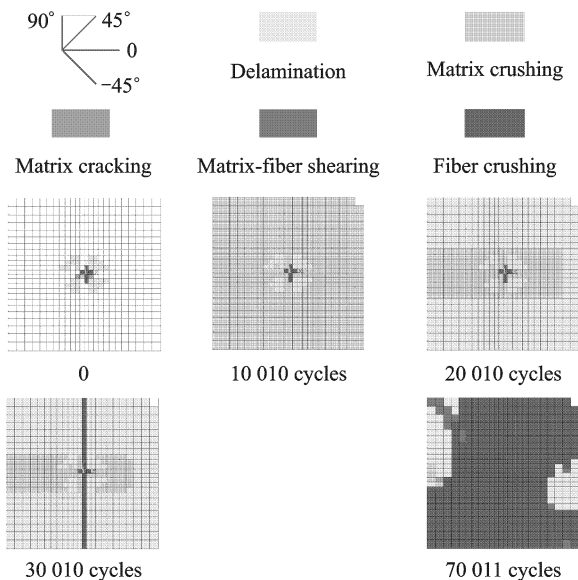 90° 45°
0
−45°
Delamination
Matrix crushing
Matrix cracking
Matrix-fiber shearing
Fiber crushing
0
10 010 cycles
20 010 cycles
30 010 cycles
70 011 cycles